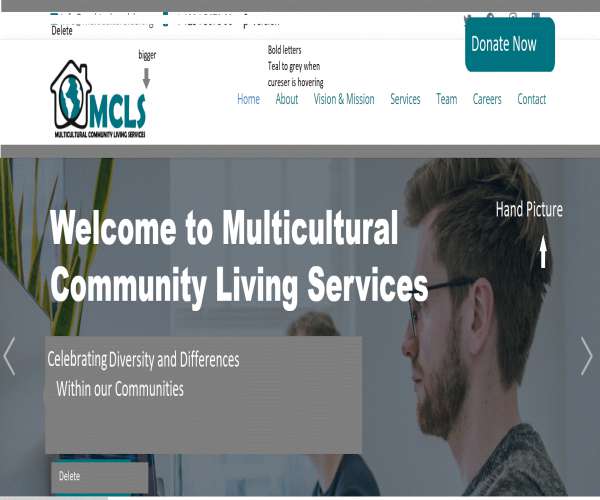 Delete
bigger
Bold letters
Teal to grey when
cureser is hovering
Donate Now
MCLS
MULTICULTURAL COMMUNITY LIVING SERVICES
Home About Vision & Mission Services Team Careers Contact
Hand Picture
Welcome to Multicultural
Community Living Services
Celebrating Diversity and Differences
Within our Communities
Delete